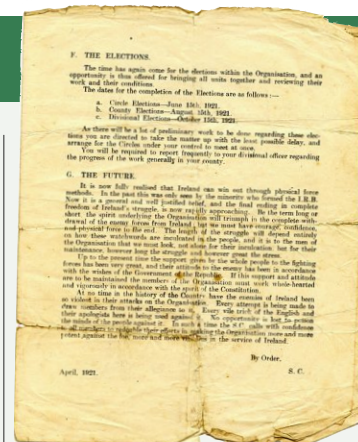 F. THE ELECTIONS.
The time has again come for the elections within the Organisation, and an
opportunity is thus offered for bringing all units together and reviewing their
work and their conditions.
The dates for the completion of the Elections are as follows :—
a. Circle Elections—June 15th, 1921.
b. County Elections—August 15th, 1921.
c. Divisional Elections—October 15th, 1921.
As there will be a lot of preliminary work to be done regarding these elec-
tions you are directed to take the matter up with the least possible delay, and
arrange for the Circles under your control to meet at once.
You will be required to report frequently to your divisional officer regarding
the progress of the work generally in your county.
G. THE FUTURE.
It is now fully realised that Ireland can win out through physical force
methods. In the past this was only seen by the minority who formed the I.R.B.
Now it is a general and well justified belief, and the final ending in complete
freedom of Ireland's struggle, is now rapidly approaching. Be the term long or
short the spirit underlying the Organisation will triumph in the complete with-
drawal of the enemy forces from Ireland, but we must have courage, confidence,
and physical force to the end. The length of the struggle will depend entirely
on how these watchwords are inculcated in the people, and it is to the men of
the Organisation that we must look, not alone for their inculcation but for their
maintenance, however long the struggle and however great the stress.
Up to the present time the support given by the whole people to the fighting
forces has been very great, and their attitude to the enemy has been in accordance
with the wishes of the Government of the Republic. If this support and attitude
are to be maintained the members of the Organisation must work whole-hearted
and vigorously in accordance with the spirit of the Constitution.
At no time in the history of the Country have the enemies of Ireland been
so violent in their attacks on the Organisation. Every attempt is being made to
draw members from their allegiance to it. Every vile trick of the English and
their apologists here is being used against it. No opportunity is lost to poison
the minds of the people against it. In such a time the S.C. calls with confidence
to all members to redouble their efforts in making the Organisation more and more
potent against the foe, more and more in the service of Ireland.
By Order.
April, 1921. S. C.